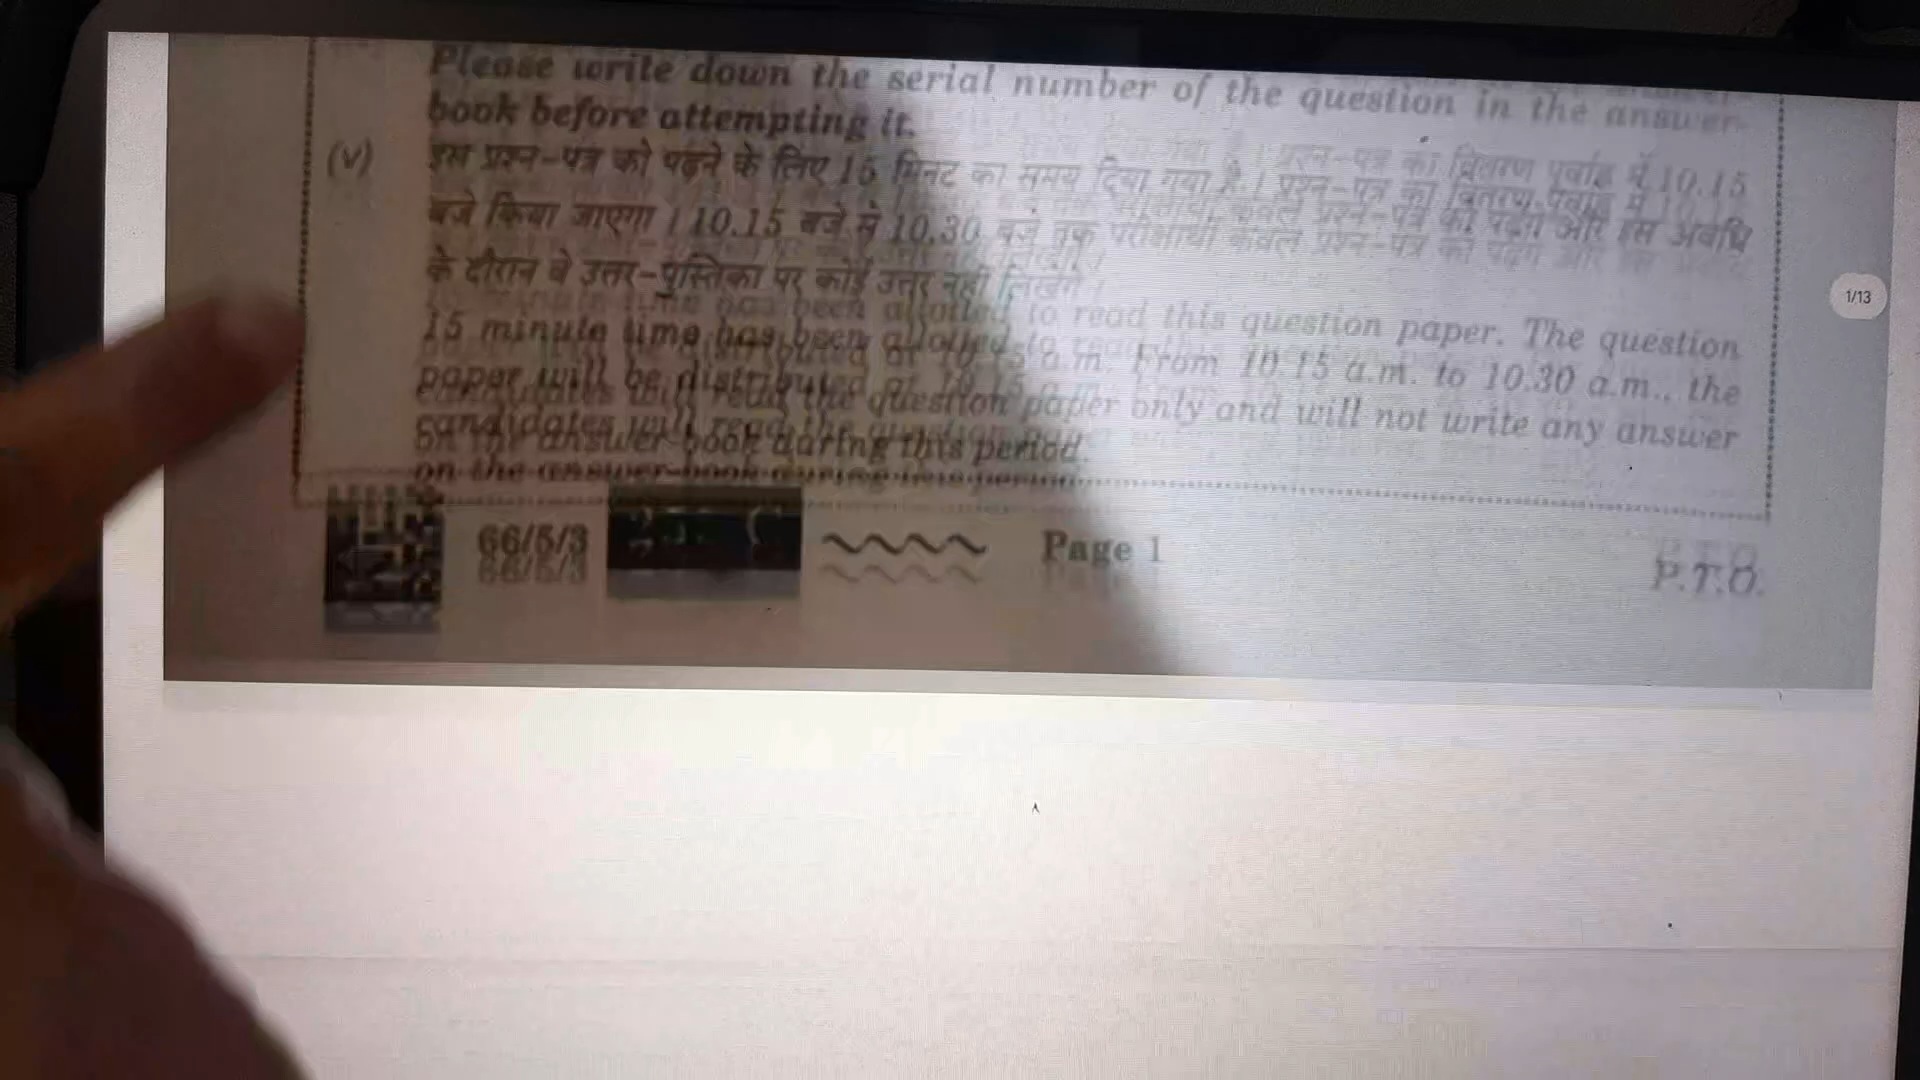 Please write down the serial number of the question in the answer-
book before attempting it.
(v) इस प्रश्न-पत्र को पढ़ने के लिए 15 मिनट का समय दिया गया है। प्रश्न-पत्र का वितरण पूर्वाह्न में 10.15
बजे किया जाएगा। 10.15 बजे से 10.30 बजे तक परीक्षार्थी केवल प्रश्न-पत्र को पढ़ेंगे और इस अवधि
के दौरान वे उत्तर-पुस्तिका पर कोई उत्तर नहीं लिखेंगे।
15 minute time has been allotted to read this question paper. The question
paper will be distributed at 10.15 a.m. From 10.15 a.m. to 10.30 a.m., the
candidates will read the question paper only and will not write any answer
on the answer-book during this period.
66/5/3 Page 1 P.T.O.
1/13